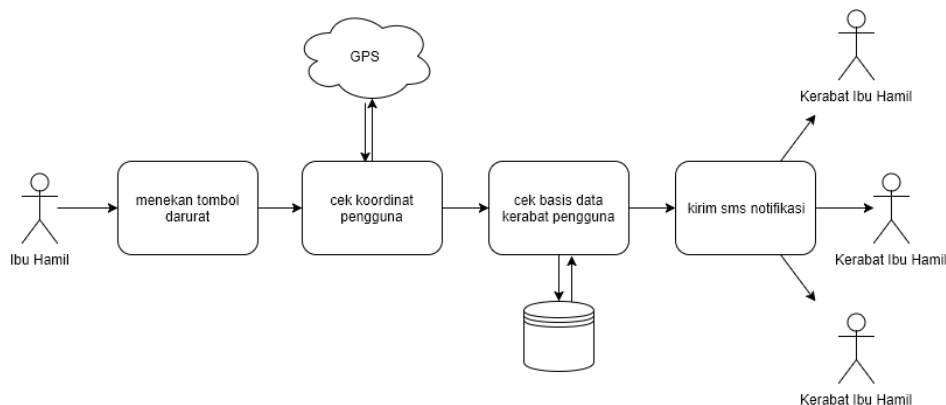 GPS
Kerabat Ibu Hamil
Ibu Hamil
menekan tombol
darurat
cek koordinat
pengguna
cek basis data
kerabat pengguna
kirim sms notifikasi
Kerabat Ibu Hamil
Kerabat Ibu Hamil